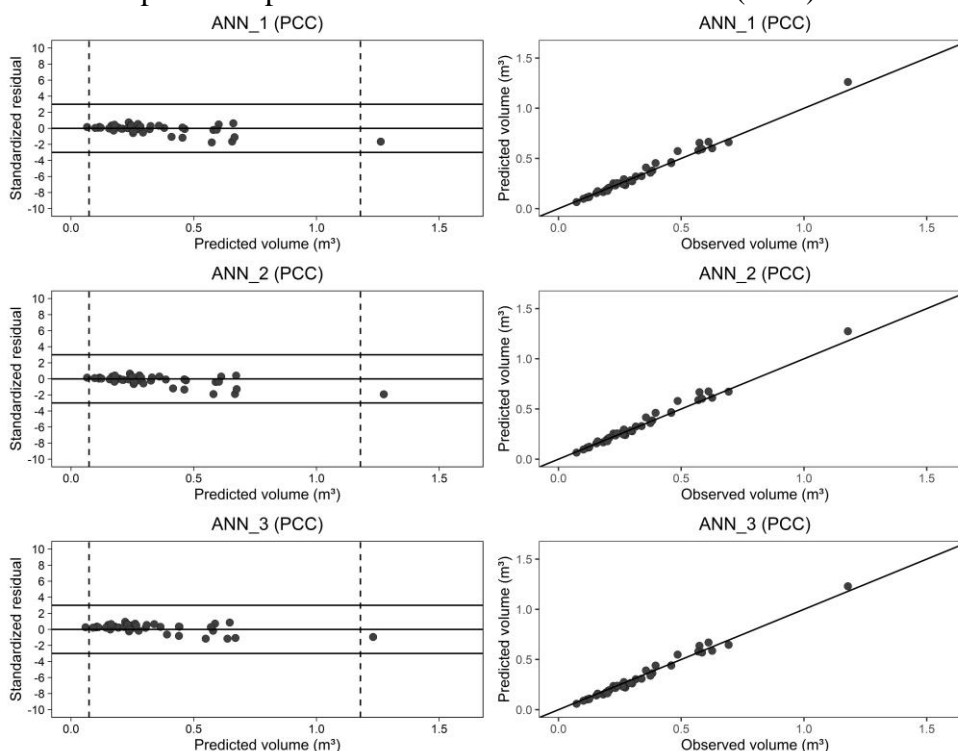 ANN_1 (PCC)
Standardized residual
10
8
6
4
2
0
-2
-4
-6
-8
-10
0.0 0.5 1.0 1.5
Predicted volume (m³)
ANN_1 (PCC)
Predicted volume (m³)
1.5
1.0
0.5
0.0
0.0 0.5 1.0 1.5
Observed volume (m³)
ANN_2 (PCC)
Standardized residual
10
8
6
4
2
0
-2
-4
-6
-8
-10
0.0 0.5 1.0 1.5
Predicted volume (m³)
ANN_2 (PCC)
Predicted volume (m³)
1.5
1.0
0.5
0.0
0.0 0.5 1.0 1.5
Observed volume (m³)
ANN_3 (PCC)
Standardized residual
10
8
6
4
2
0
-2
-4
-6
-8
-10
0.0 0.5 1.0 1.5
Predicted volume (m³)
ANN_3 (PCC)
Predicted volume (m³)
1.5
1.0
0.5
0.0
0.0 0.5 1.0 1.5
Observed volume (m³)